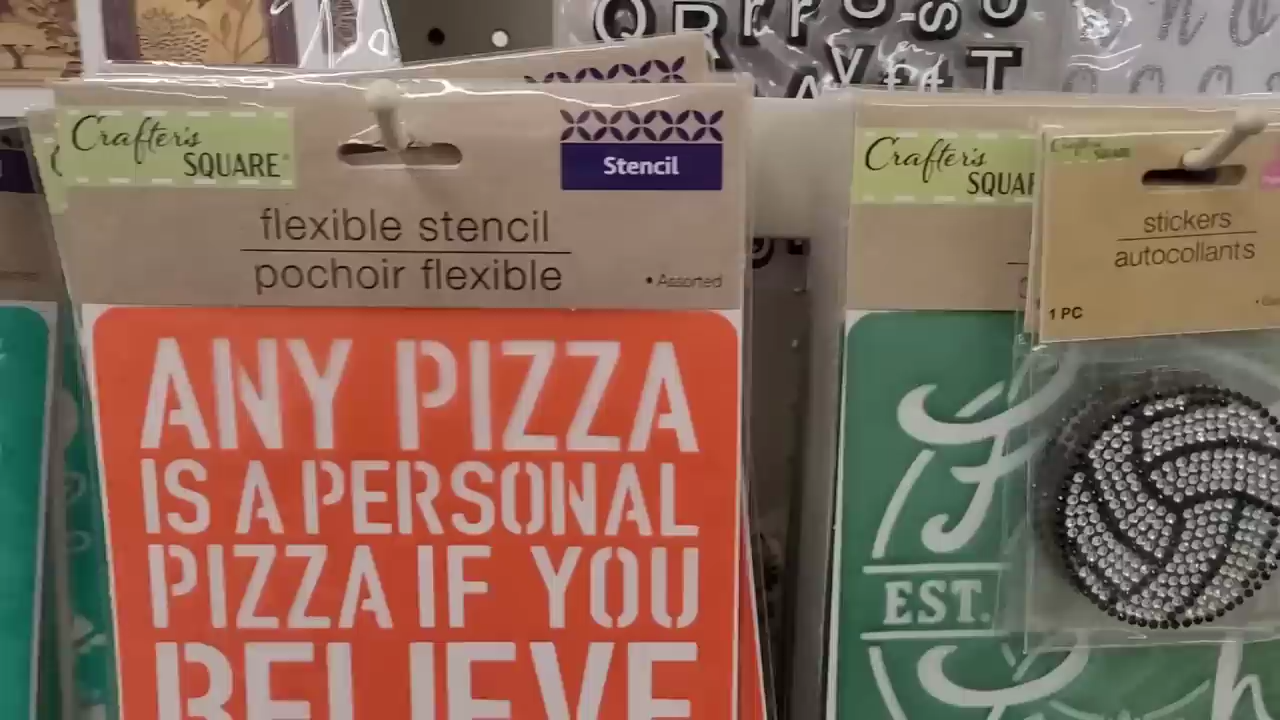 Crafter's
SQUARE
Stencil
flexible stencil
pochoir flexible
• Assorted
ANY PIZZA
IS A PERSONAL
PIZZA IF YOU
BELIEVE
Crafter's
SQUAR
EST.
stickers
autocollants
1 PC